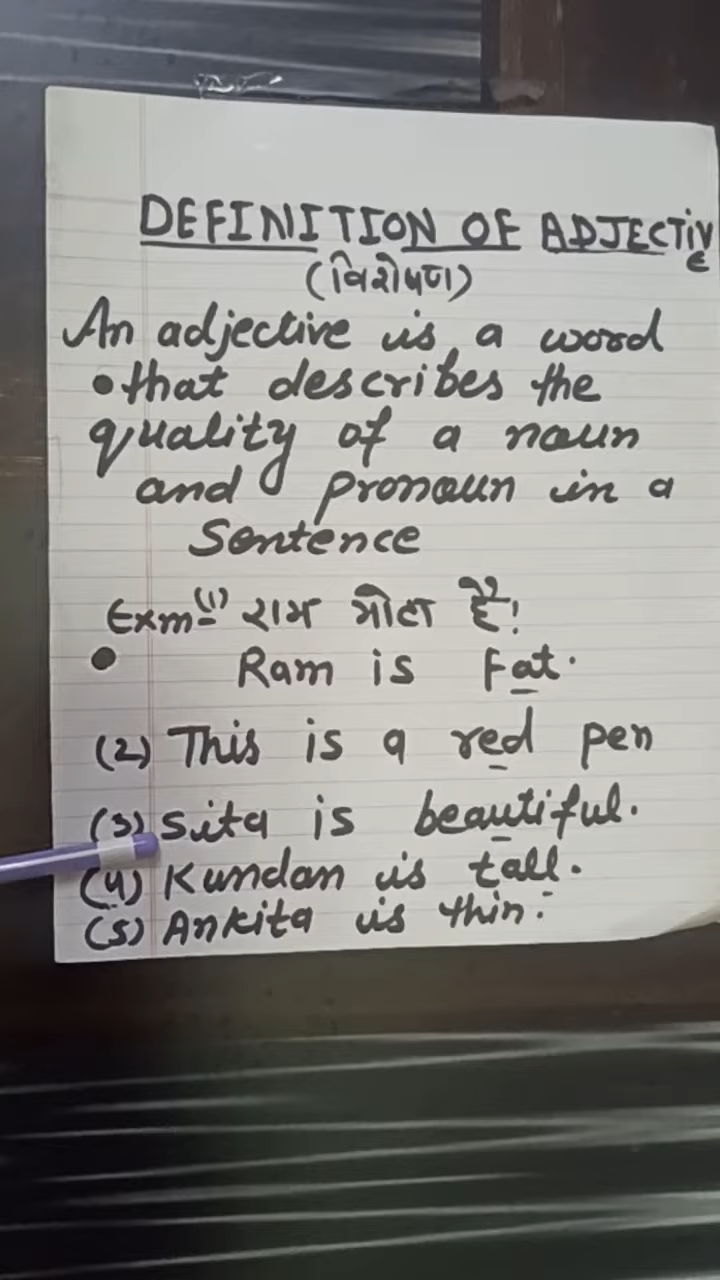 DEFINITION OF ADJECTIVE
(विशेषण)
An adjective is a word
that describes the
quality of a noun
and pronoun in a
Sentence
Exm (1) राम मोटा है!
Ram is Fat.
(2) This is a red pen
(3) Sita is beautiful.
(4) Kundan is tall.
(5) Ankita is thin.